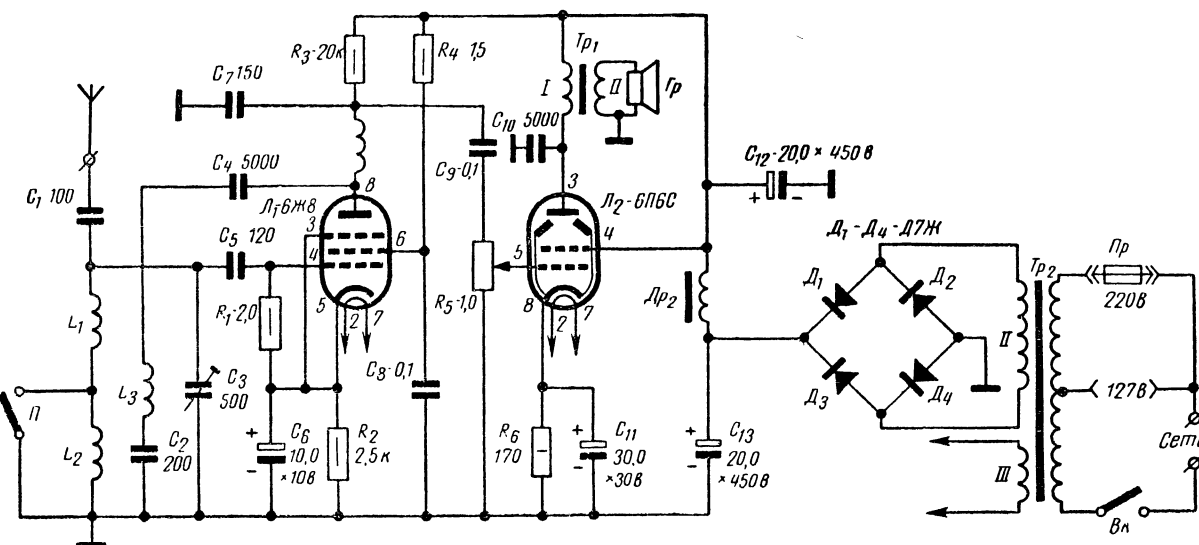 R₃-20к
R₄ 1,5
Тр₁
C₇ 150
I
II
Гр
C₁₀ 5000
C₄ 5000
C₉-0,1
C₁₂-20,0 × 450 В
+
-
C₁ 100
8
Л₁-6Ж8
3
4
5
6
2
7
C₅ 120
3
Л₂-6П6С
4
5
8
2
7
Д₁-Д₄-Д7Ж
Тр₂
Пр
220В
Д₁
Д₂
Д₃
Д₄
II
R₁-2,0
R₅-1,0
Др₂
L₁
C₈-0,1
C₃
500
П
L₃
127В
L₂
C₂
200
+
-
C₆
10,0
×10В
R₂
2,5к
R₆
170
+
-
C₁₁
30,0
×30В
+
-
C₁₃
20,0
×450В
III
Сеть
Вк